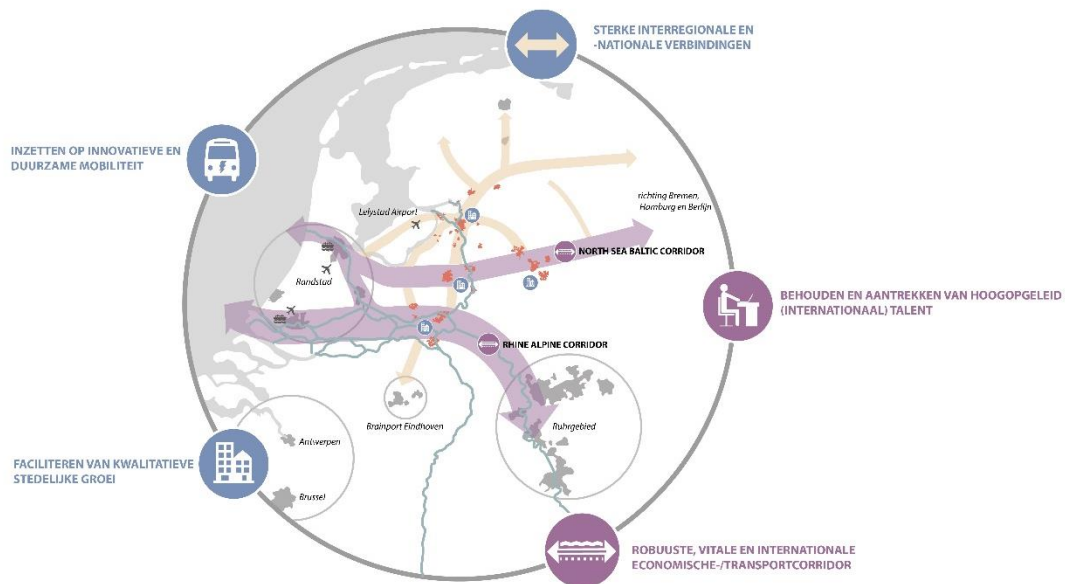 STERKE INTERREGIONALE EN
-NATIONALE VERBINDINGEN
INZETTEN OP INNOVATIEVE EN
DUURZAME MOBILITEIT
richting Bremen,
Hamburg en Berlijn
Lelystad Airport
NORTH SEA BALTIC CORRIDOR
Randstad
BEHOUDEN EN AANTREKKEN VAN HOOGOPGELEID
(INTERNATIONAAL) TALENT
RHINE ALPINE CORRIDOR
Brainport Eindhoven
Ruhrgebied
Antwerpen
FACILITEREN VAN KWALITATIEVE
STEDELIJKE GROEI
Brussel
ROBUUSTE, VITALE EN INTERNATIONALE
ECONOMISCHE-/TRANSPORTCORRIDOR